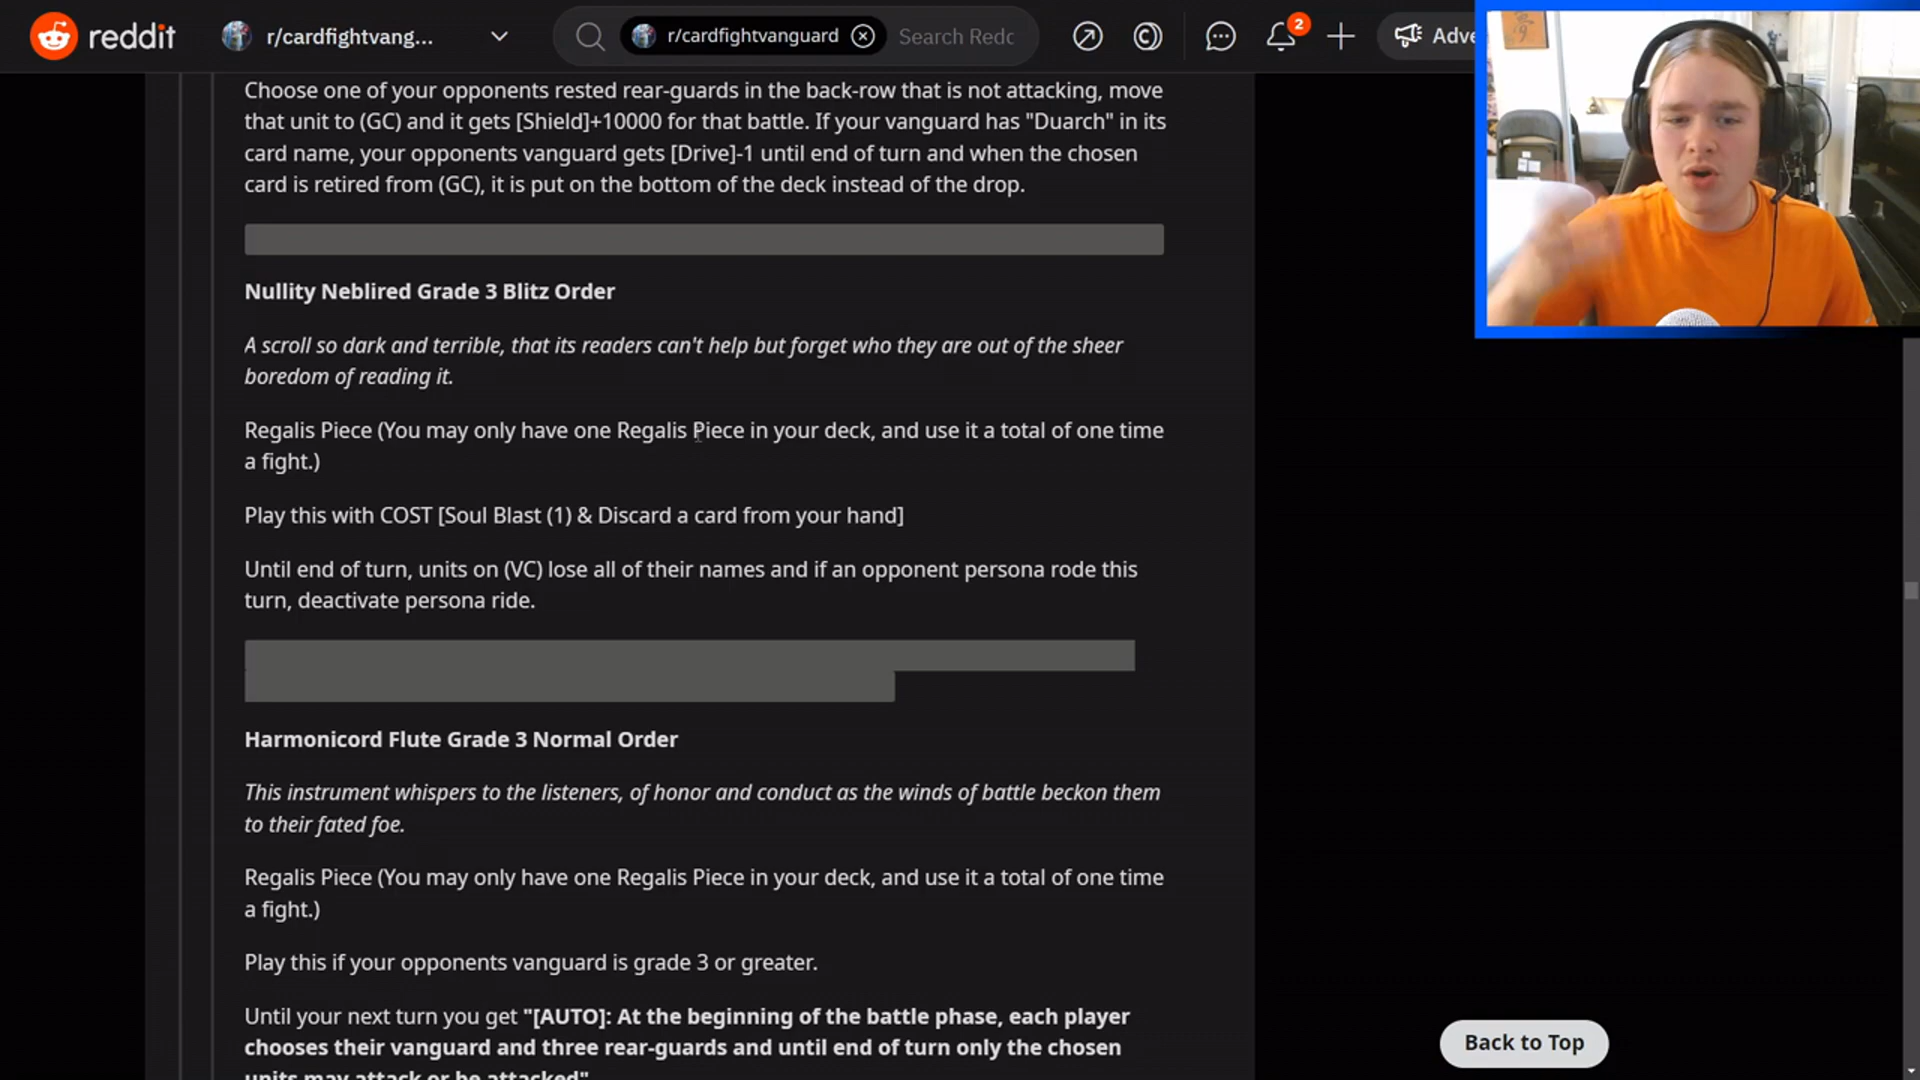 reddit
r/cardfightvang...
r/cardfightvanguard
Search Redc
2
Adve
Choose one of your opponents rested rear-guards in the back-row that is not attacking, move
that unit to (GC) and it gets [Shield]+10000 for that battle. If your vanguard has "Duarch" in its
card name, your opponents vanguard gets [Drive]-1 until end of turn and when the chosen
card is retired from (GC), it is put on the bottom of the deck instead of the drop.
Nullity Neblired Grade 3 Blitz Order
A scroll so dark and terrible, that its readers can't help but forget who they are out of the sheer
boredom of reading it.
Regalis Piece (You may only have one Regalis Piece in your deck, and use it a total of one time
a fight.)
Play this with COST [Soul Blast (1) & Discard a card from your hand]
Until end of turn, units on (VC) lose all of their names and if an opponent persona rode this
turn, deactivate persona ride.
Harmonicord Flute Grade 3 Normal Order
This instrument whispers to the listeners, of honor and conduct as the winds of battle beckon them
to their fated foe.
Regalis Piece (You may only have one Regalis Piece in your deck, and use it a total of one time
a fight.)
Play this if your opponents vanguard is grade 3 or greater.
Until your next turn you get "[AUTO]: At the beginning of the battle phase, each player
chooses their vanguard and three rear-guards and until end of turn only the chosen
units may attack or be attacked"
Back to Top